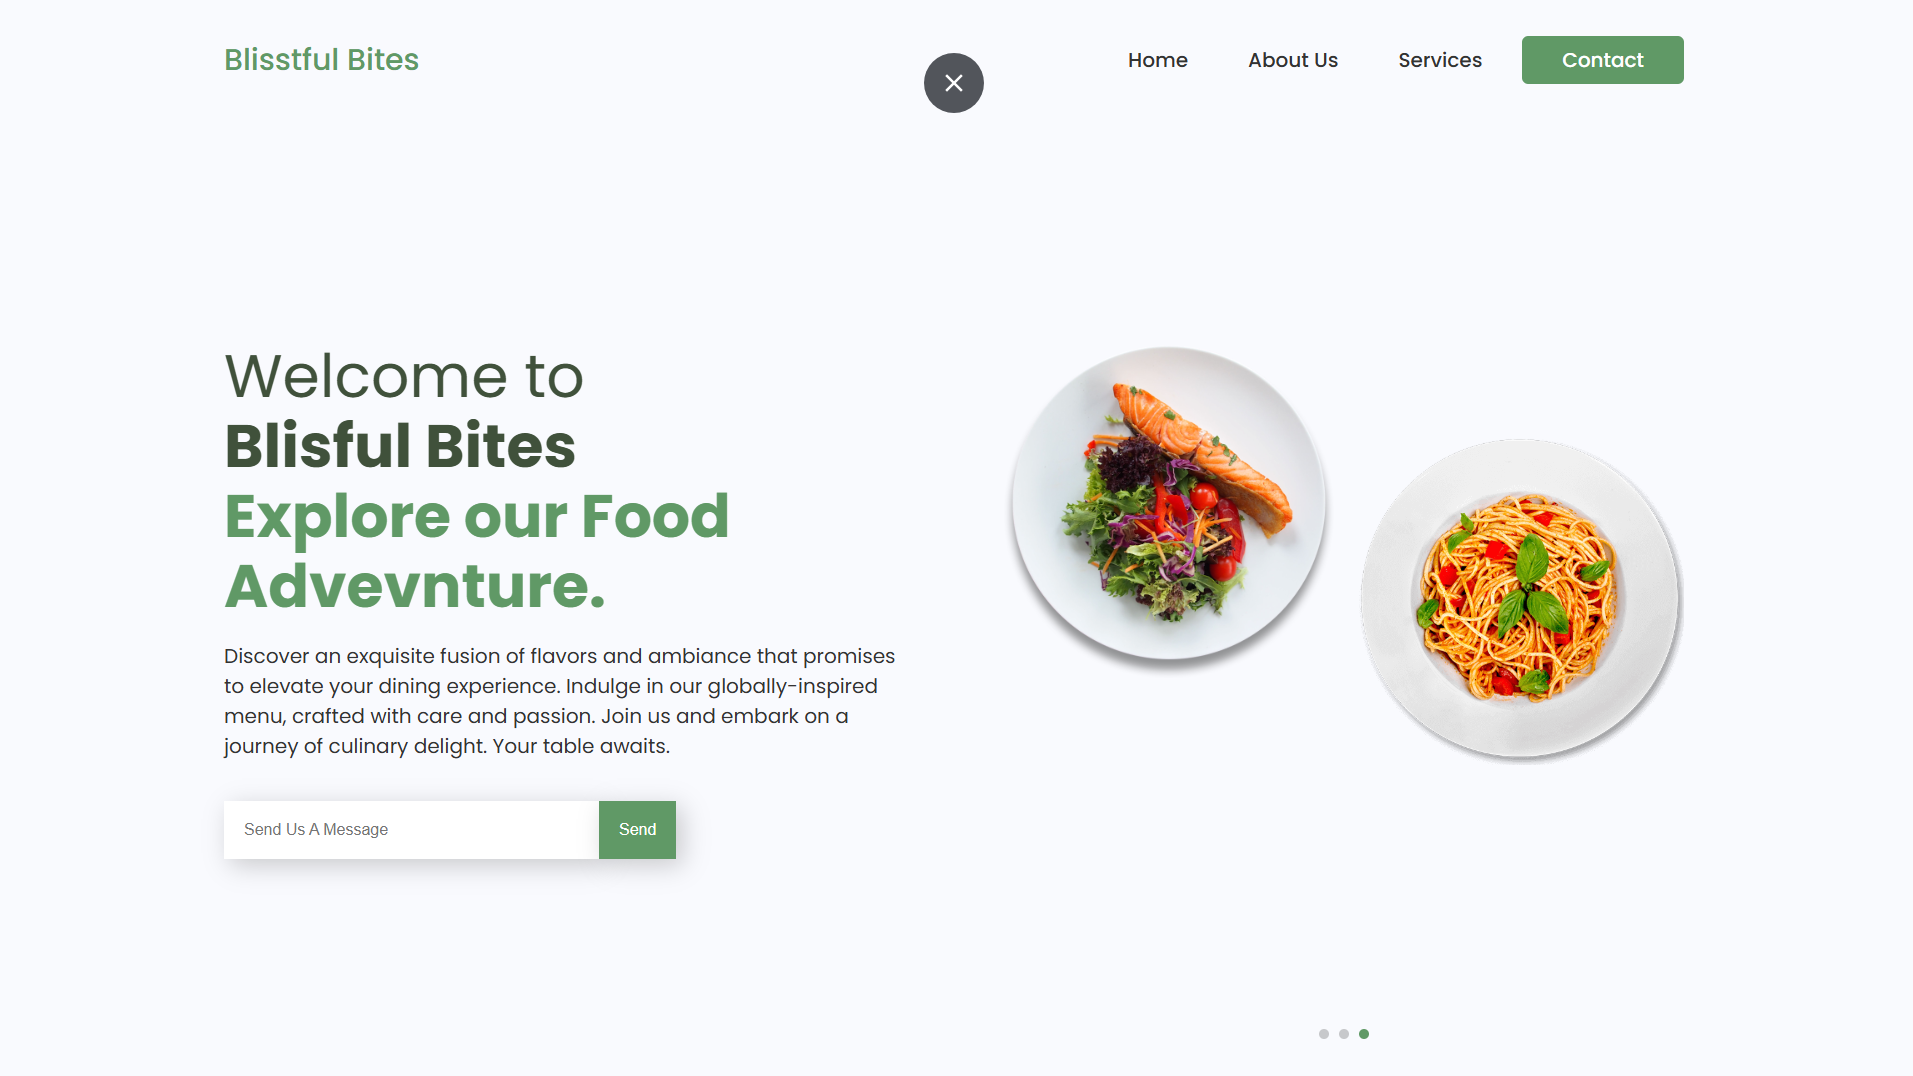 Blisstful Bites
Home
About Us
Services
Contact
Welcome to
Blisful Bites
Explore our Food
Advevnture.
Discover an exquisite fusion of flavors and ambiance that promises
to elevate your dining experience. Indulge in our globally-inspired
menu, crafted with care and passion. Join us and embark on a
journey of culinary delight. Your table awaits.
Send Us A Message
Send